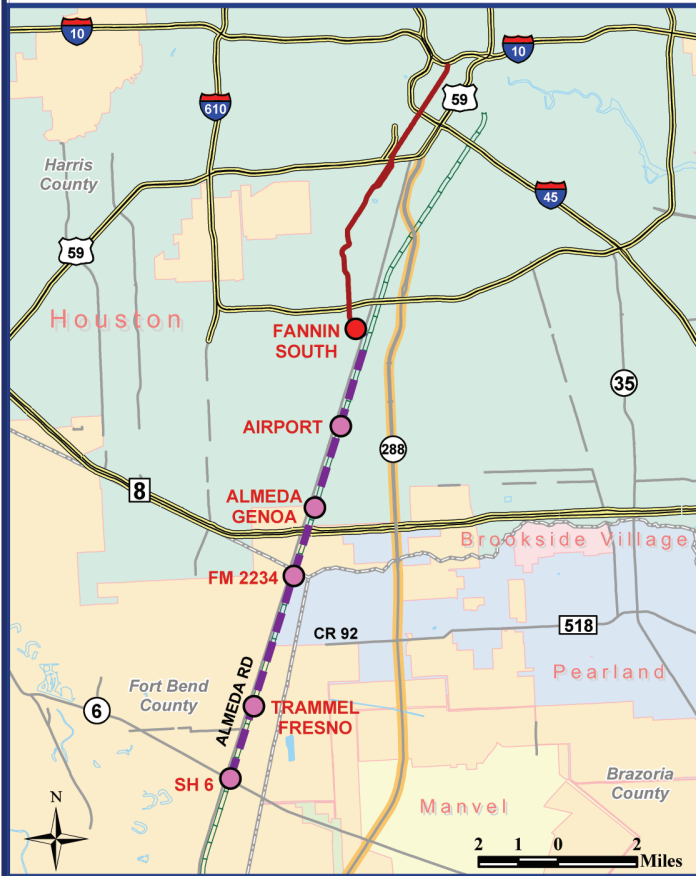 10
10
59
610
Harris
County
45
59
Houston
FANNIN
SOUTH
35
AIRPORT
288
8
ALMEDA
GENOA
Brookside Village
FM 2234
518
CR 92
Pearland
ALMEDA RD
Fort Bend
County
6
TRAMMEL
FRESNO
SH 6
Brazoria
County
Manvel
N
2 1 0 2
Miles